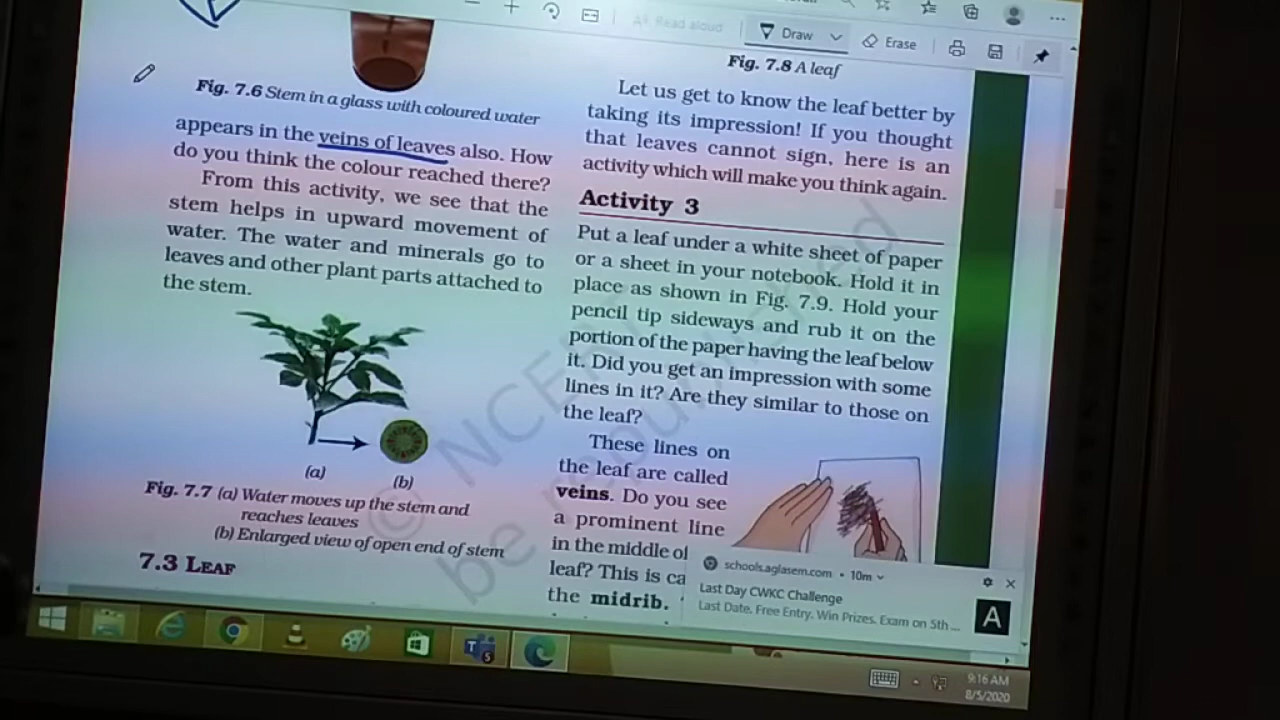 Read aloud
Draw
Erase
Fig. 7.6 Stem in a glass with coloured water
appears in the veins of leaves also. How
do you think the colour reached there?
From this activity, we see that the
stem helps in upward movement of
water. The water and minerals go to
leaves and other plant parts attached to
the stem.
(a)
(b)
Fig. 7.7 (a) Water moves up the stem and
reaches leaves
(b) Enlarged view of open end of stem
7.3 LEAF
Fig. 7.8 A leaf
Let us get to know the leaf better by
taking its impression! If you thought
that leaves cannot sign, here is an
activity which will make you think again.
Activity 3
Put a leaf under a white sheet of paper
or a sheet in your notebook. Hold it in
place as shown in Fig. 7.9. Hold your
pencil tip sideways and rub it on the
portion of the paper having the leaf below
it. Did you get an impression with some
lines in it? Are they similar to those on
the leaf?
These lines on
the leaf are called
veins. Do you see
a prominent line
in the middle of
leaf? This is ca
the midrib.
© NCE
be repu
schools.aglasem.com • 10m
Last Day CWKC Challenge
Last Date. Free Entry. Win Prizes. Exam on 5th ...
A
9:16 AM
8/5/2020